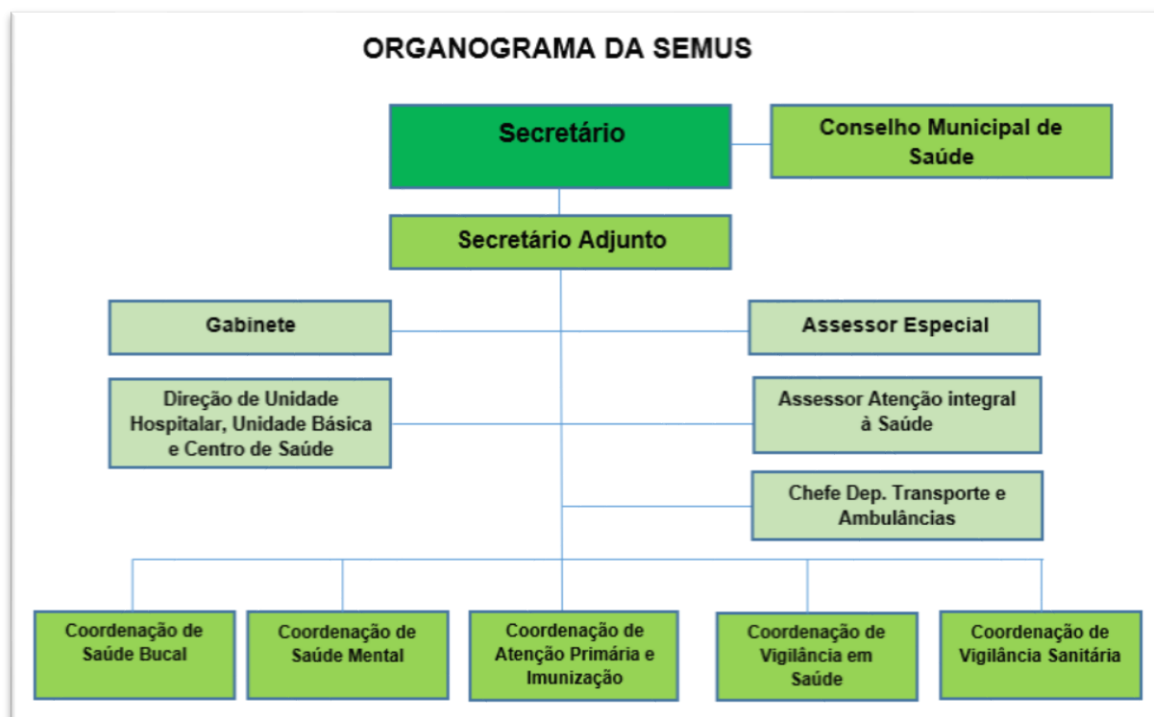 ORGANOGRAMA DA SEMUS
Secretário
Conselho Municipal de
Saúde
Secretário Adjunto
Gabinete
Assessor Especial
Direção de Unidade
Hospitalar, Unidade Básica
e Centro de Saúde
Assessor Atenção integral
à Saúde
Chefe Dep. Transporte e
Ambulâncias
Coordenação de
Saúde Bucal
Coordenação de
Saúde Mental
Coordenação de
Atenção Primária e
Imunização
Coordenação de
Vigilância em
Saúde
Coordenação de
Vigilância Sanitária